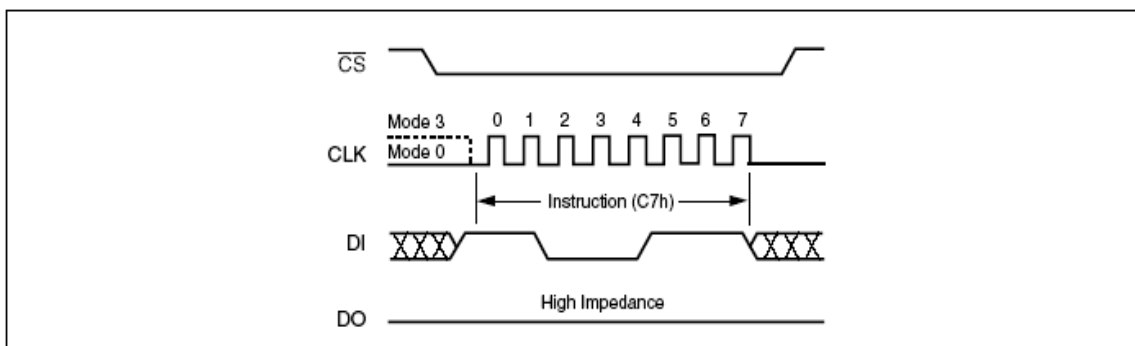 CS
Mode 3
0 1 2 3 4 5 6 7
CLK
Mode 0
Instruction (C7h)
DI
High Impedance
DO